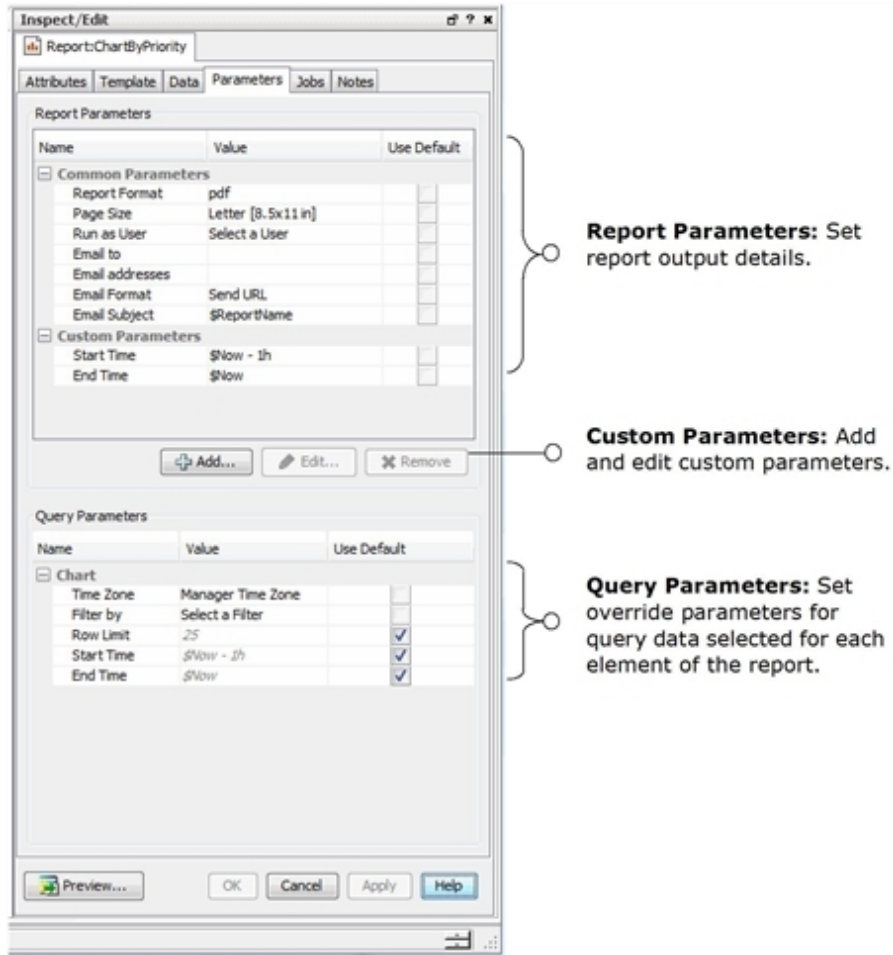 Inspect/Edit
?
Report:ChartByPriority
Attributes Template Data Parameters Jobs Notes
Report Parameters
Name Value Use Default
Common Parameters
Report Format pdf
Page Size Letter [8.5x11 in]
Run as User Select a User
Email to
Email addresses
Email Format Send URL
Email Subject $ReportName
Custom Parameters
Start Time $Now - 1h
End Time $Now
Add... Edit... Remove
Query Parameters
Name Value Use Default
Chart
Time Zone Manager Time Zone
Filter by Select a Filter
Row Limit 25
Start Time $Now - 1h
End Time $Now
Preview... OK Cancel Apply Help
Report Parameters: Set
report output details.
Custom Parameters: Add
and edit custom parameters.
Query Parameters: Set
override parameters for
query data selected for each
element of the report.